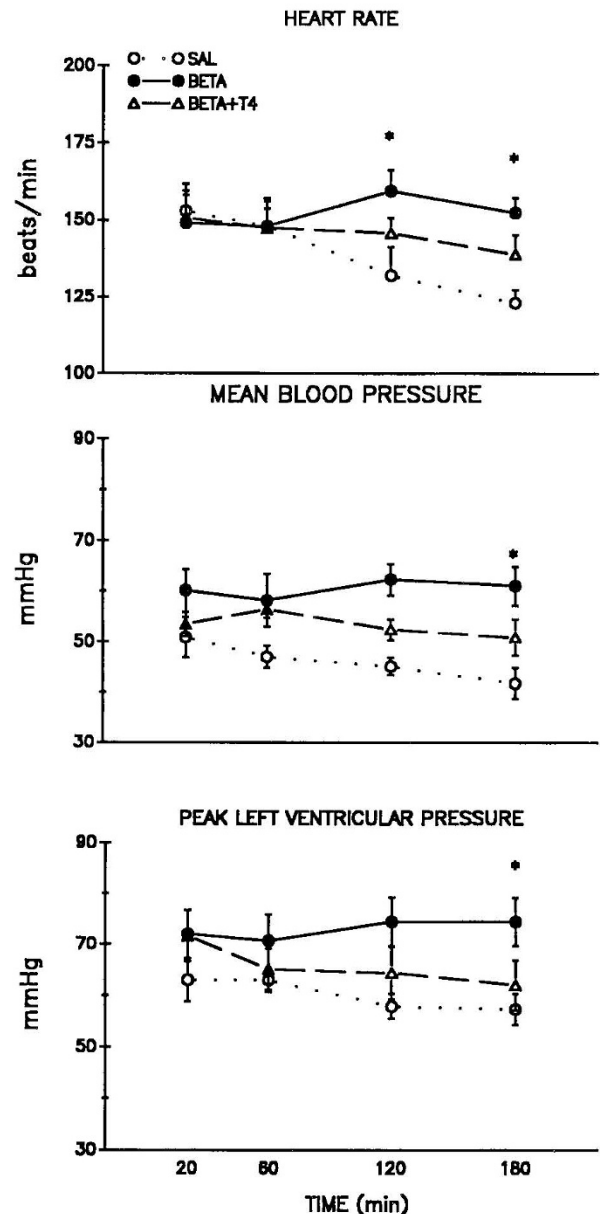 HEART RATE
200
SAL
BETA
BETA+T4
175
*
*
150
beats/min
125
100
MEAN BLOOD PRESSURE
90
70
*
mmHg
50
30
PEAK LEFT VENTRICULAR PRESSURE
90
*
70
mmHg
50
30
20 60 120 180
TIME (min)